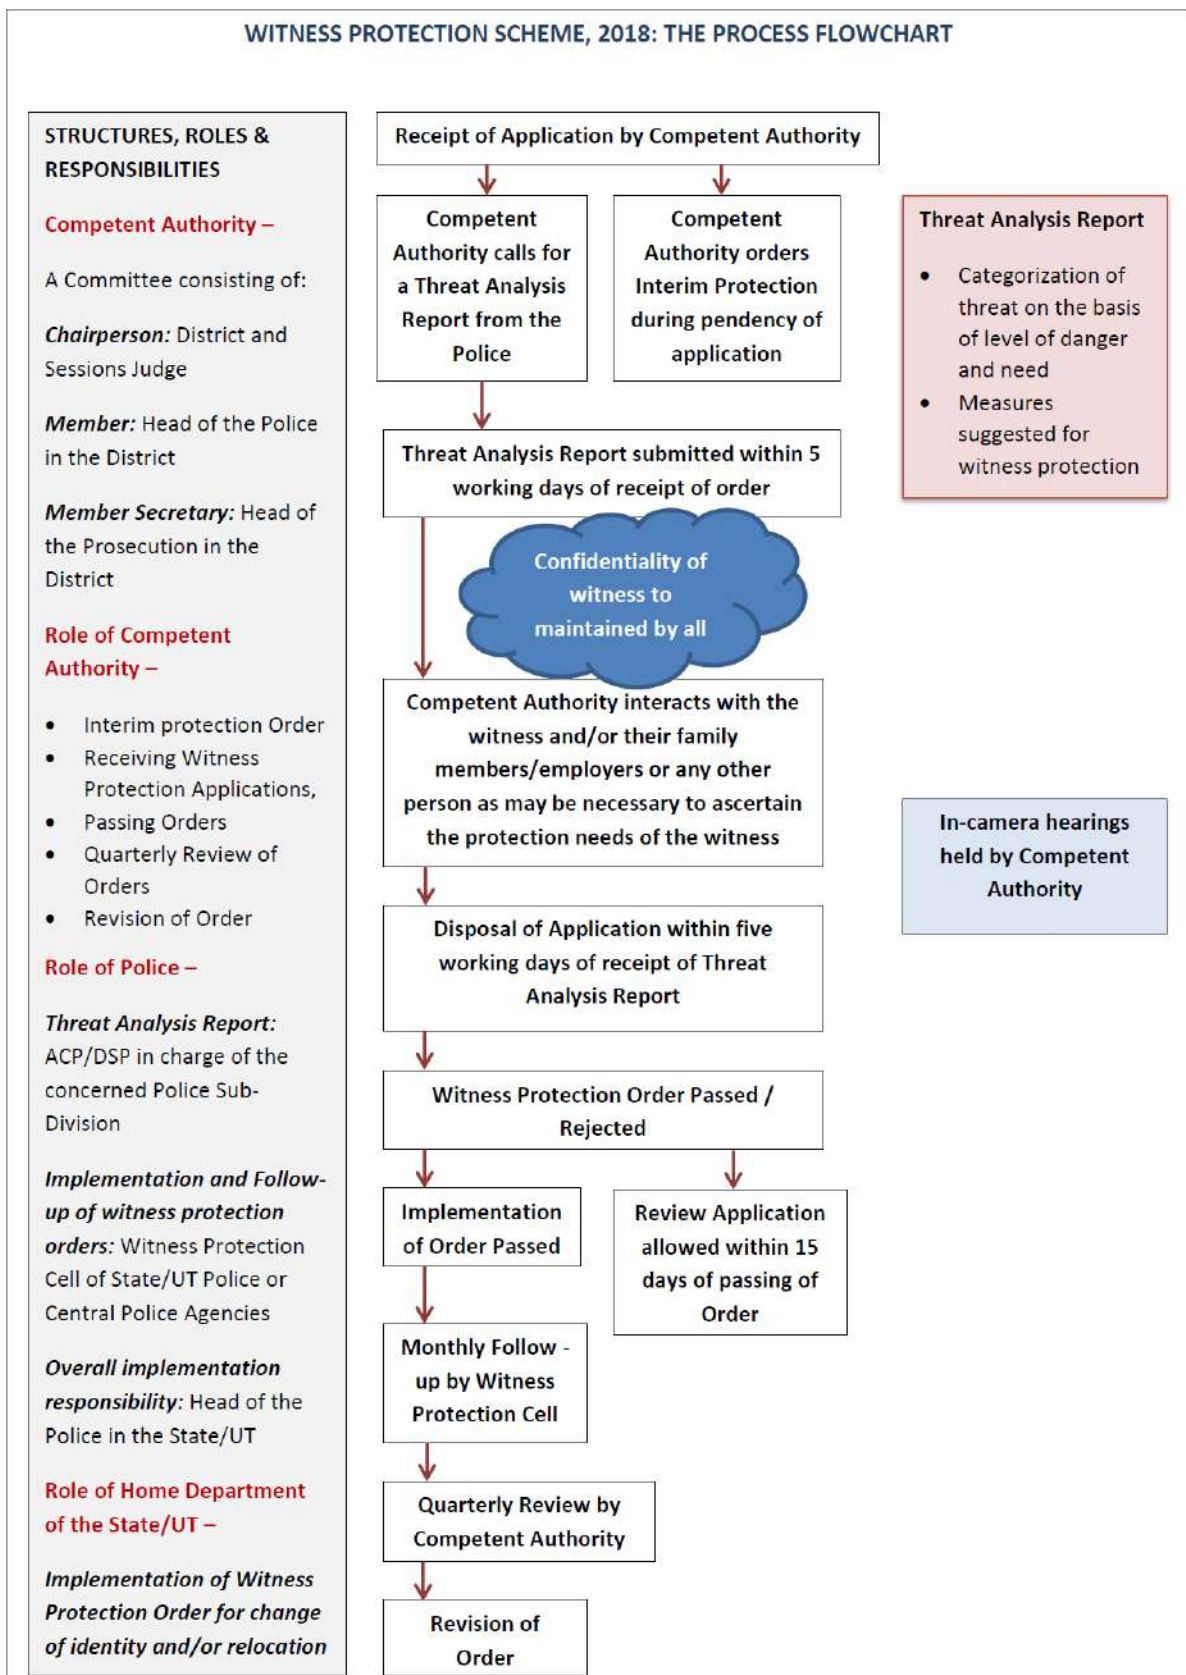 WITNESS PROTECTION SCHEME, 2018: THE PROCESS FLOWCHART
STRUCTURES, ROLES &
RESPONSIBILITIES
Competent Authority –
A Committee consisting of:
Chairperson: District and
Sessions Judge
Member: Head of the Police
in the District
Member Secretary: Head of
the Prosecution in the
District
Role of Competent
Authority –
• Interim protection Order
• Receiving Witness
Protection Applications,
• Passing Orders
• Quarterly Review of
Orders
• Revision of Order
Role of Police –
Threat Analysis Report:
ACP/DSP in charge of the
concerned Police Sub-
Division
Implementation and Follow-
up of witness protection
orders: Witness Protection
Cell of State/UT Police or
Central Police Agencies
Overall implementation
responsibility: Head of the
Police in the State/UT
Role of Home Department
of the State/UT –
Implementation of Witness
Protection Order for change
of identity and/or relocation
Receipt of Application by Competent Authority
Competent
Authority calls for
a Threat Analysis
Report from the
Police
Competent
Authority orders
Interim Protection
during pendency of
application
Threat Analysis Report submitted within 5
working days of receipt of order
Confidentiality of
witness to
maintained by all
Competent Authority interacts with the
witness and/or their family
members/employers or any other
person as may be necessary to ascertain
the protection needs of the witness
Disposal of Application within five
working days of receipt of Threat
Analysis Report
Witness Protection Order Passed /
Rejected
Implementation
of Order Passed
Review Application
allowed within 15
days of passing of
Order
Monthly Follow -
up by Witness
Protection Cell
Quarterly Review by
Competent Authority
Revision of
Order
Threat Analysis Report
• Categorization of
threat on the basis
of level of danger
and need
• Measures
suggested for
witness protection
In-camera hearings
held by Competent
Authority